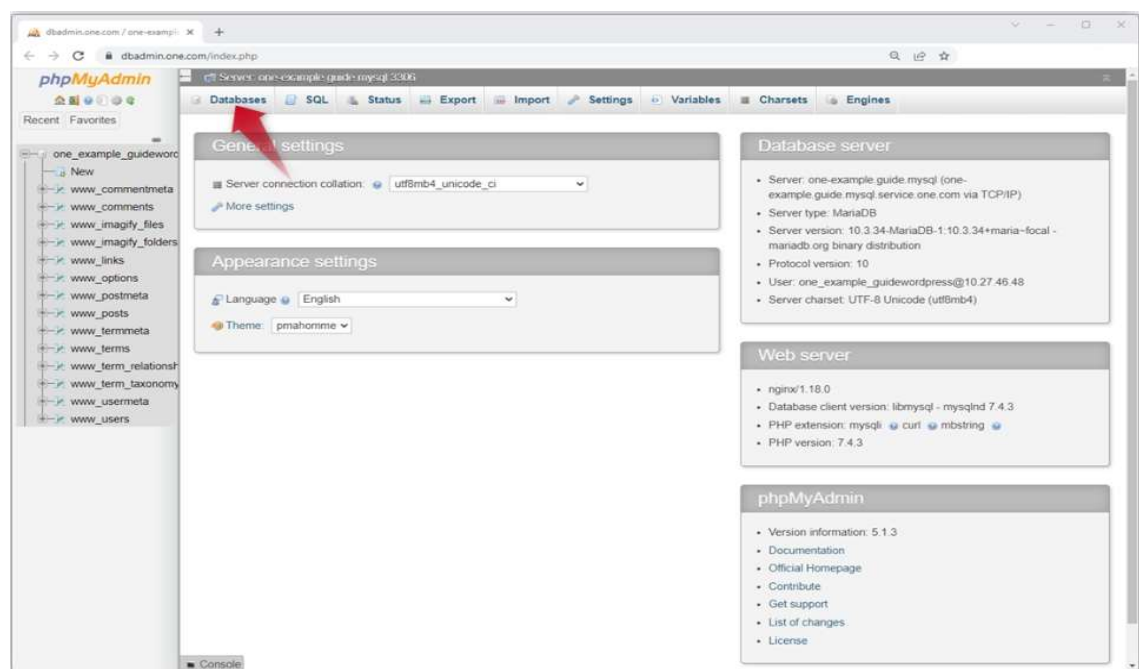 dbadmin.one.com / one-exampl
dbadmin.one.com/index.php
phpMyAdmin
Recent Favorites
one_example_guideword
New
www_commentmeta
www_comments
www_imagify_files
www_imagify_folders
www_links
www_options
www_postmeta
www_posts
www_termmeta
www_terms
www_term_relationsh
www_term_taxonomy
www_usermeta
www_users
Server: one-example.guide.mysql:3306
Databases SQL Status Export Import Settings Variables Charsets Engines
General settings
Server connection collation: utf8mb4_unicode_ci
More settings
Appearance settings
Language English
Theme: pmahomme
Database server
• Server: one-example.guide.mysql (one-
example.guide.mysql.service.one.com via TCP/IP)
• Server type: MariaDB
• Server version: 10.3.34-MariaDB-1:10.3.34+maria~focal -
mariadb.org binary distribution
• Protocol version: 10
• User: one_example_guidewordpress@10.27.46.48
• Server charset: UTF-8 Unicode (utf8mb4)
Web server
• nginx/1.18.0
• Database client version: libmysql - mysqlnd 7.4.3
• PHP extension: mysqli curl mbstring
• PHP version: 7.4.3
phpMyAdmin
• Version information: 5.1.3
• Documentation
• Official Homepage
• Contribute
• Get support
• List of changes
• License
Console